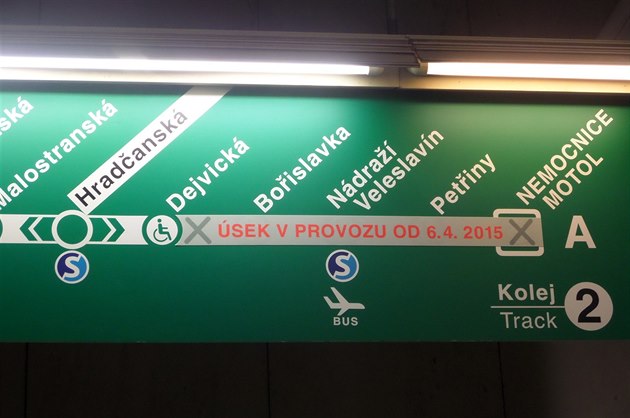 Malostranská
Hradčanská
Dejvická
Bořislavka
Nádraží
Veleslavín
Petřiny
NEMOCNICE
MOTOL
ÚSEK V PROVOZU OD 6.4. 2015
A
S
S
BUS
Kolej
Track
2